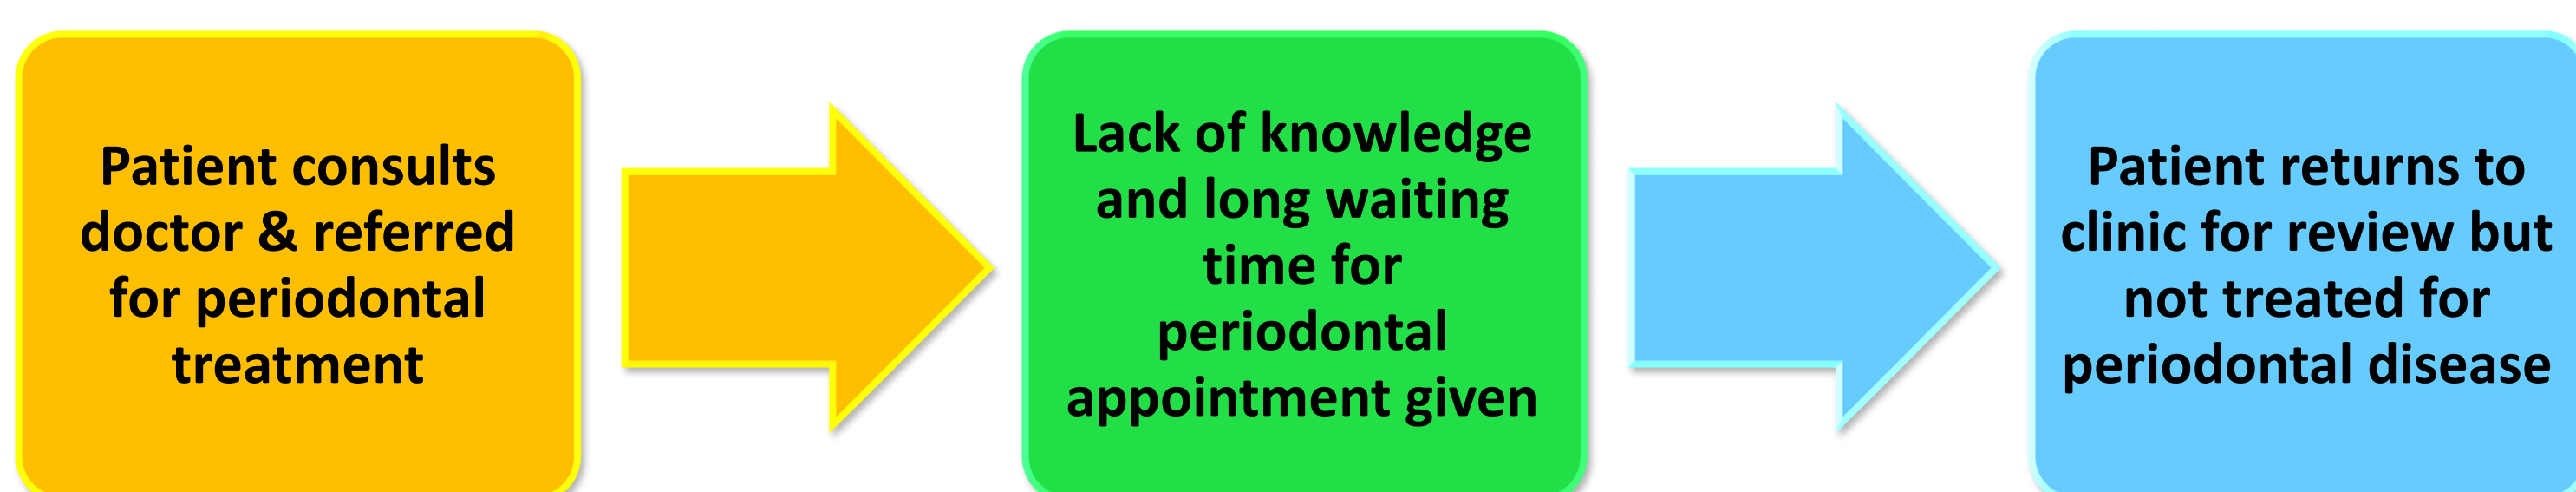 Patient consults
doctor & referred
for periodontal
treatment
Lack of knowledge
and long waiting
time for
periodontal
appointment given
Patient returns to
clinic for review but
not treated for
periodontal disease